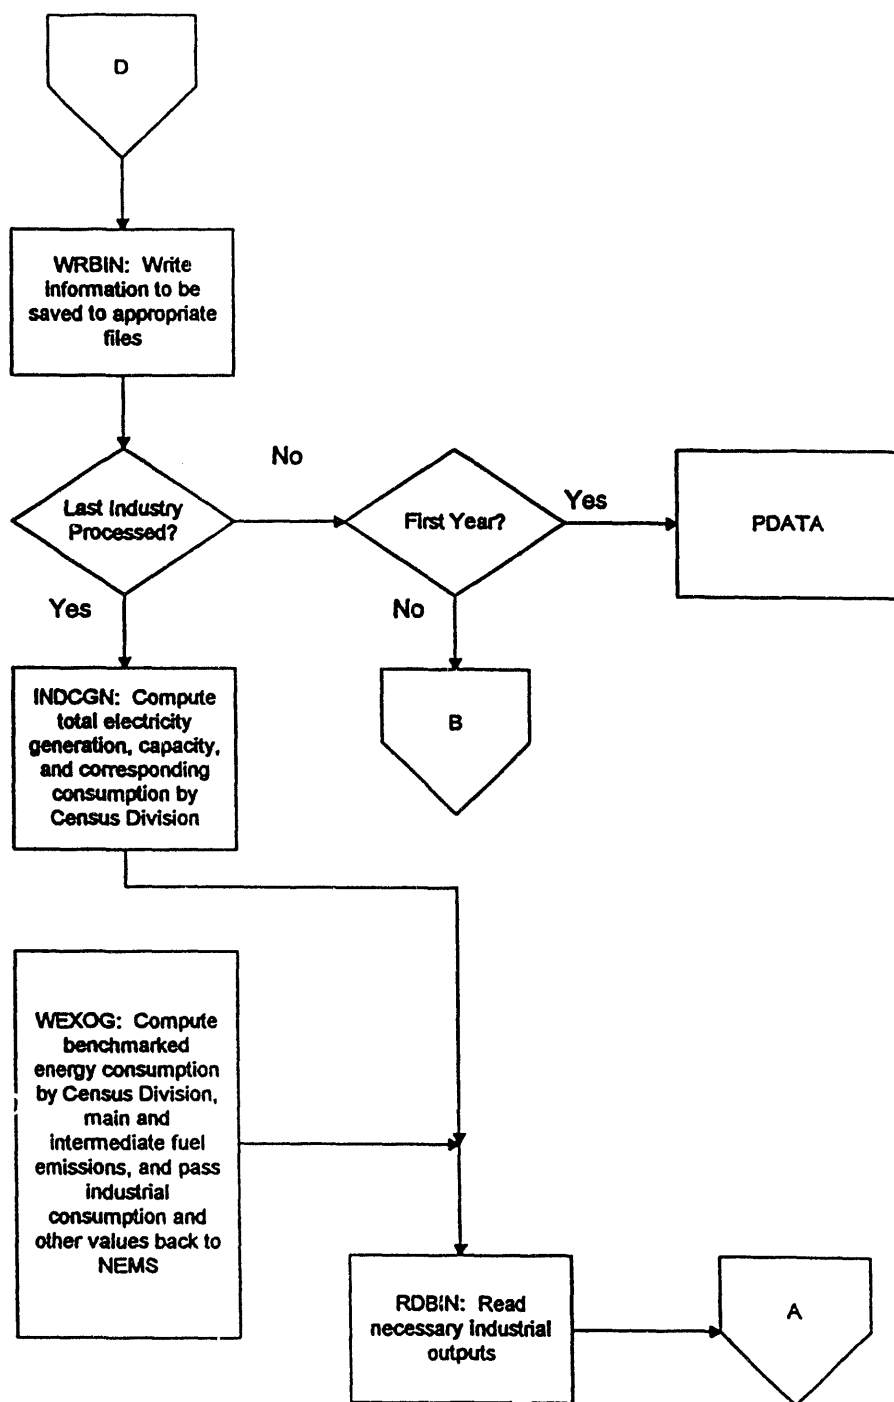 D
WRBIN: Write
information to be
saved to appropriate
files
No
Last Industry
Processed?
First Year?
Yes
PDATA
Yes
No
INDCGN: Compute
total electricity
generation, capacity,
and corresponding
consumption by
Census Division
B
WEXOG: Compute
benchmarked
energy consumption
by Census Division,
main and
intermediate fuel
emissions, and pass
industrial
consumption and
other values back to
NEMS
RDBIN: Read
necessary industrial
outputs
A